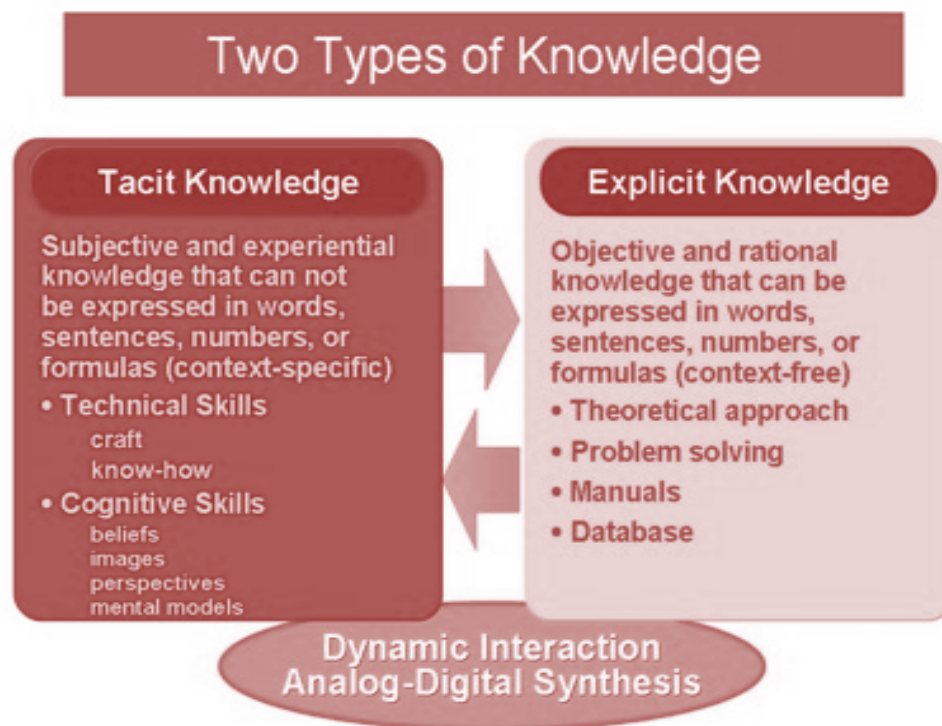 Two Types of Knowledge
Tacit Knowledge
Subjective and experiential
knowledge that can not
be expressed in words,
sentences, numbers, or
formulas (context-specific)
• Technical Skills
craft
know-how
• Cognitive Skills
beliefs
images
perspectives
mental models
Explicit Knowledge
Objective and rational
knowledge that can be
expressed in words,
sentences, numbers, or
formulas (context-free)
• Theoretical approach
• Problem solving
• Manuals
• Database
Dynamic Interaction
Analog-Digital Synthesis